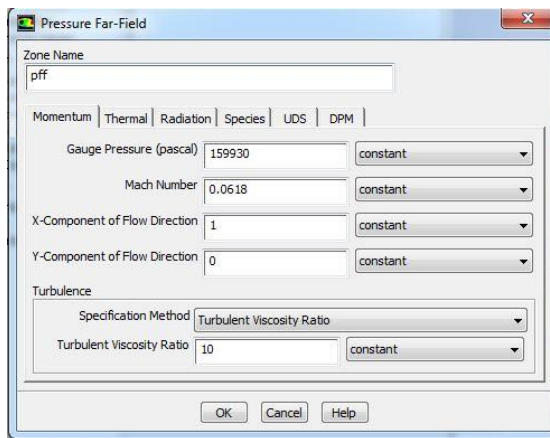 Pressure Far-Field
Zone Name
pff
Momentum Thermal Radiation Species UDS DPM
Gauge Pressure (pascal) 159930 constant
Mach Number 0.0618 constant
X-Component of Flow Direction 1 constant
Y-Component of Flow Direction 0 constant
Turbulence
Specification Method Turbulent Viscosity Ratio
Turbulent Viscosity Ratio 10 constant
OK Cancel Help